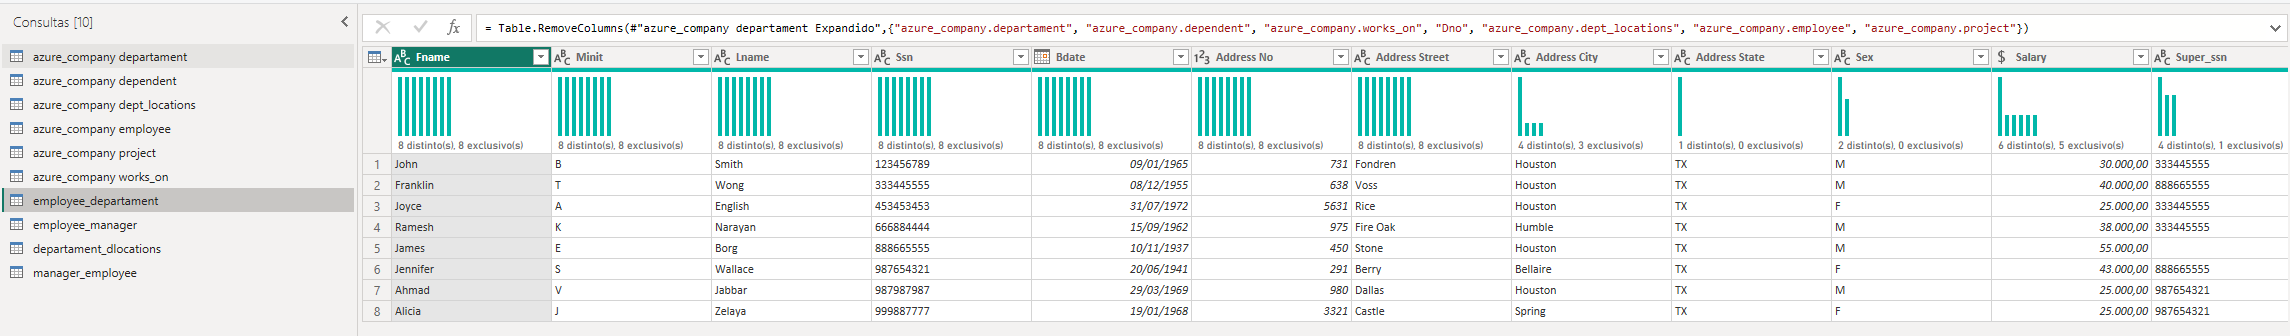 Consultas [10]
azure_company departament
azure_company dependent
azure_company dept_locations
azure_company employee
azure_company project
azure_company works_on
employee_departament
employee_manager
departament_dlocations
manager_employee
fx = Table.RemoveColumns(#"azure_company departament Expandido",{"azure_company.departament", "azure_company.dependent", "azure_company.works_on", "Dno", "azure_company.dept_locations", "azure_company.employee", "azure_company.project"})
ABC Fname ABC Minit ABC Lname ABC Ssn Bdate 123 Address No ABC Address Street ABC Address City ABC Address State ABC Sex $ Salary ABC Super_ssn
8 distinto(s), 8 exclusivo(s) 8 distinto(s), 8 exclusivo(s) 8 distinto(s), 8 exclusivo(s) 8 distinto(s), 8 exclusivo(s) 8 distinto(s), 8 exclusivo(s) 8 distinto(s), 8 exclusivo(s) 8 distinto(s), 8 exclusivo(s) 4 distinto(s), 3 exclusivo(s) 1 distinto(s), 0 exclusivo(s) 2 distinto(s), 0 exclusivo(s) 6 distinto(s), 5 exclusivo(s) 4 distinto(s), 1 exclusivo(s)
1 John B Smith 123456789 09/01/1965 731 Fondren Houston TX M 30.000,00 333445555
2 Franklin T Wong 333445555 08/12/1955 638 Voss Houston TX M 40.000,00 888665555
3 Joyce A English 453453453 31/07/1972 5631 Rice Houston TX F 25.000,00 333445555
4 Ramesh K Narayan 666884444 15/09/1962 975 Fire Oak Humble TX M 38.000,00 333445555
5 James E Borg 888665555 10/11/1937 450 Stone Houston TX M 55.000,00
6 Jennifer S Wallace 987654321 20/06/1941 291 Berry Bellaire TX F 43.000,00 888665555
7 Ahmad V Jabbar 987987987 29/03/1969 980 Dallas Houston TX M 25.000,00 987654321
8 Alicia J Zelaya 999887777 19/01/1968 3321 Castle Spring TX F 25.000,00 987654321